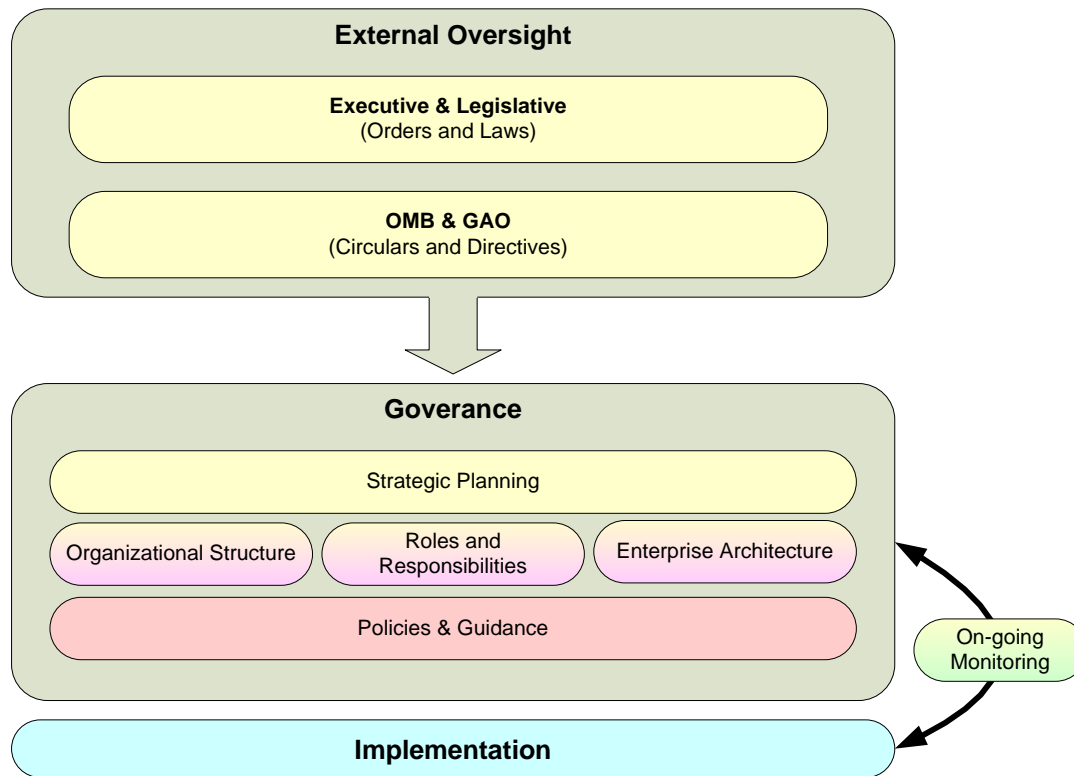 External Oversight
Executive & Legislative
(Orders and Laws)
OMB & GAO
(Circulars and Directives)
Goverance
Strategic Planning
Organizational Structure
Roles and
Responsibilities
Enterprise Architecture
Policies & Guidance
On-going
Monitoring
Implementation